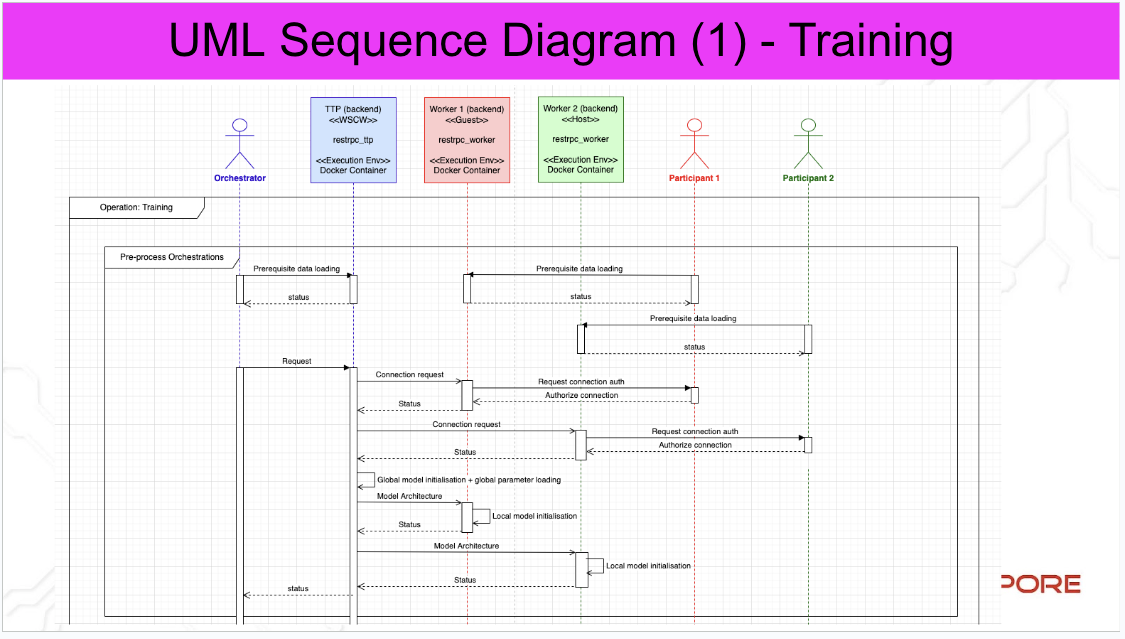 UML Sequence Diagram (1) - Training
TTP (backend)
<<WSCW>>
restrpc_ttp
<<Execution Env>>
Docker Container
Worker 1 (backend)
<<Guest>>
restrpc_worker
<<Execution Env>>
Docker Container
Worker 2 (backend)
<<Host>>
restrpc_worker
<<Execution Env>>
Docker Container
Orchestrator
Participant 1
Participant 2
Operation: Training
Pre-process Orchestrations
Prerequisite data loading
Prerequisite data loading
status
status
Prerequisite data loading
status
Request
Connection request
Request connection auth
Authorize connection
Status
Connection request
Request connection auth
Authorize connection
Status
Global model initialisation + global parameter loading
Model Architecture
Local model initialisation
Status
Model Architecture
Local model initialisation
Status
status
PORE